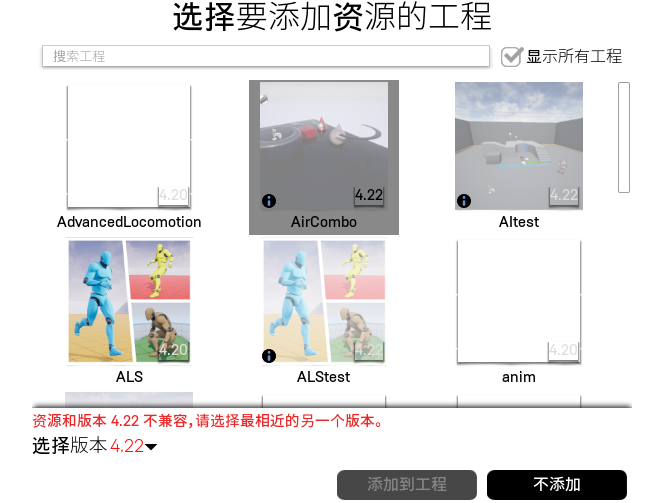 选择要添加资源的工程
搜索工程
显示所有工程
4.20
4.22
4.22
AdvancedLocomotion
AirCombo
AItest
4.20
4.22
4.20
ALS
ALStest
anim
资源和版本 4.22 不兼容,请选择最相近的另一个版本。
选择版本 4.22
添加到工程
不添加